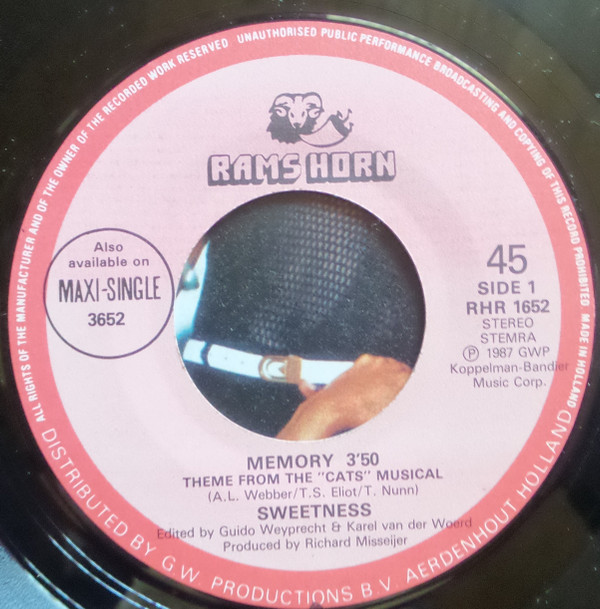 ALL RIGHTS OF THE MANUFACTURER AND OF THE OWNER OF THE RECORDED WORK RESERVED UNAUTHORISED PUBLIC PERFORMANCE BROADCASTING AND COPYING OF THIS RECORD PROHIBITED MADE IN HOLLAND
RAMS HORN
Also
available on
MAXI-SINGLE
3652
45
SIDE 1
RHR 1652
STEREO
STEMRA
℗ 1987 GWP
Koppelman-Bandier
Music Corp.
MEMORY 3'50
THEME FROM THE "CATS" MUSICAL
(A.L. Webber/T.S. Eliot/T. Nunn)
SWEETNESS
Edited by Guido Weyprecht & Karel van der Woerd
Produced by Richard Misseijer
DISTRIBUTED BY G.W. PRODUCTIONS B.V. AERDENHOUT HOLLAND